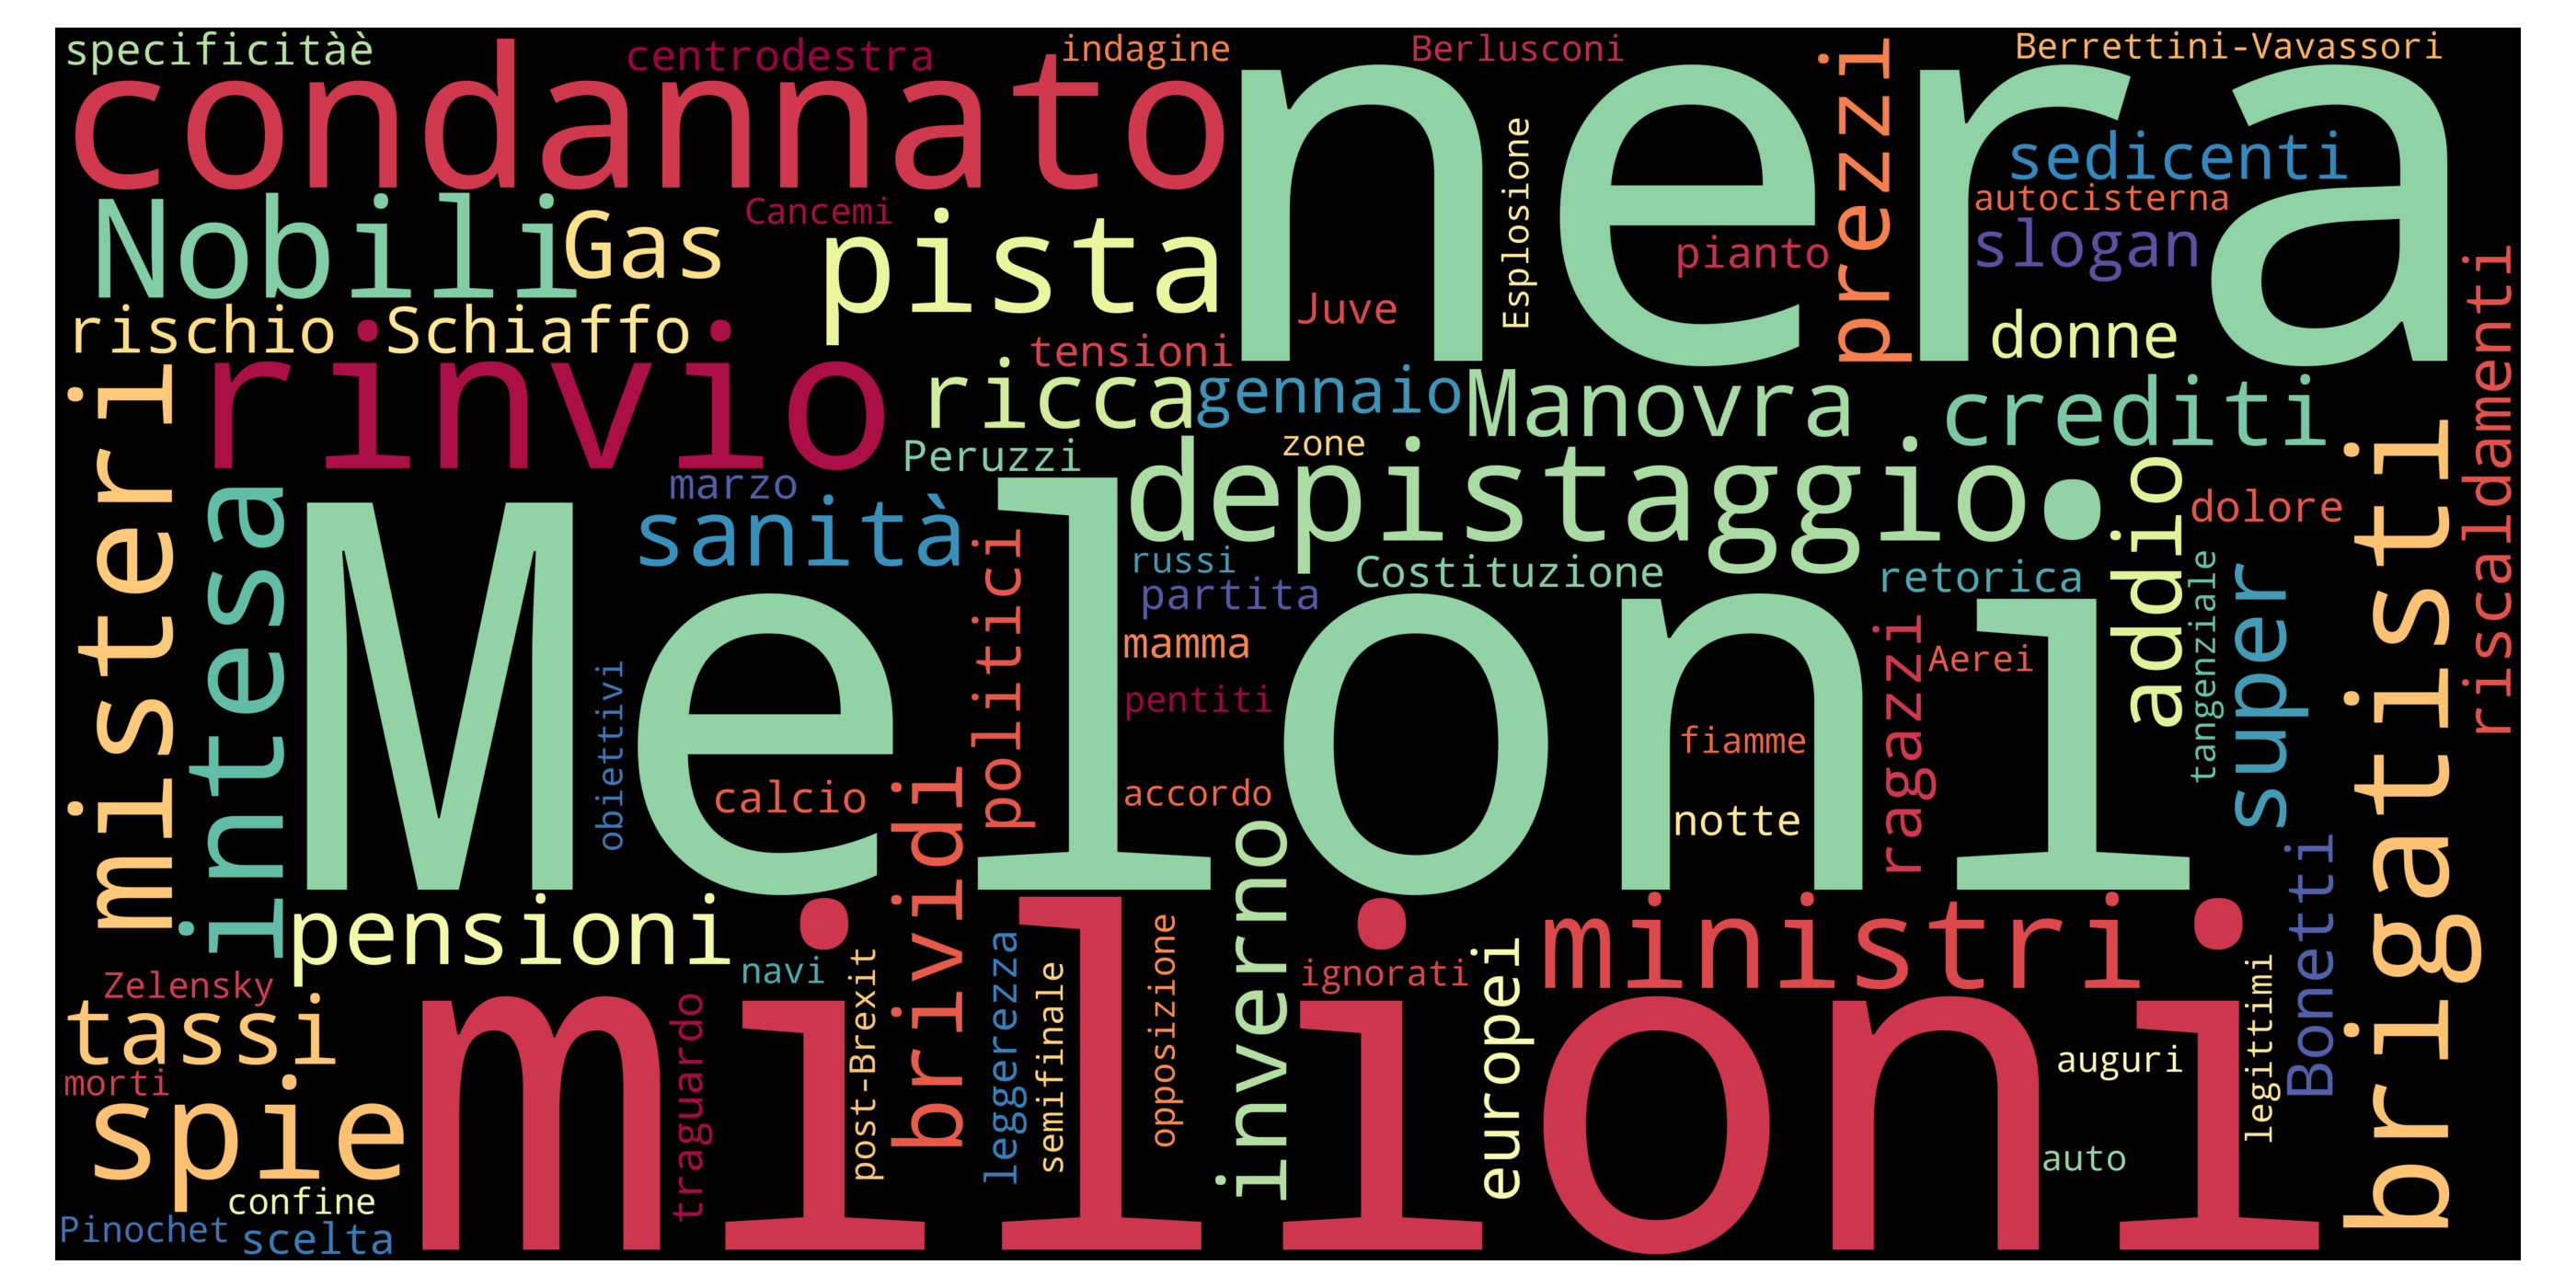 specificitàè
centrodestra
indagine
Berlusconi
Berrettini-Vavassori
condannato
nera
prezzi
Esplosione
sedicenti
autocisterna
slogan
Nobili
Gas
Cancemi
pista
pianto
Juve
donne
riscaldamenti
rischio
Schiaffo
tensioni
rinvio
ricca
gennaio
Manovra
crediti
misteri
Peruzzi
zone
depistaggio
addio
brigatisti
intesa
marzo
sanità
dolore
Meloni
politici
russi
Costituzione
retorica
partita
tangenziale
super
mamma
ragazzi
Aerei
obiettivi
pentiti
fiamme
calcio
accordo
notte
brividi
inverno
Bonetti
pensioni
ministri
Zelensky
navi
ignorati
europei
leggerezza
opposizione
post-Brexit
semifinale
legittimi
tassi
traguardo
milioni
morti
auguri
spie
auto
confine
Pinochet
scelta